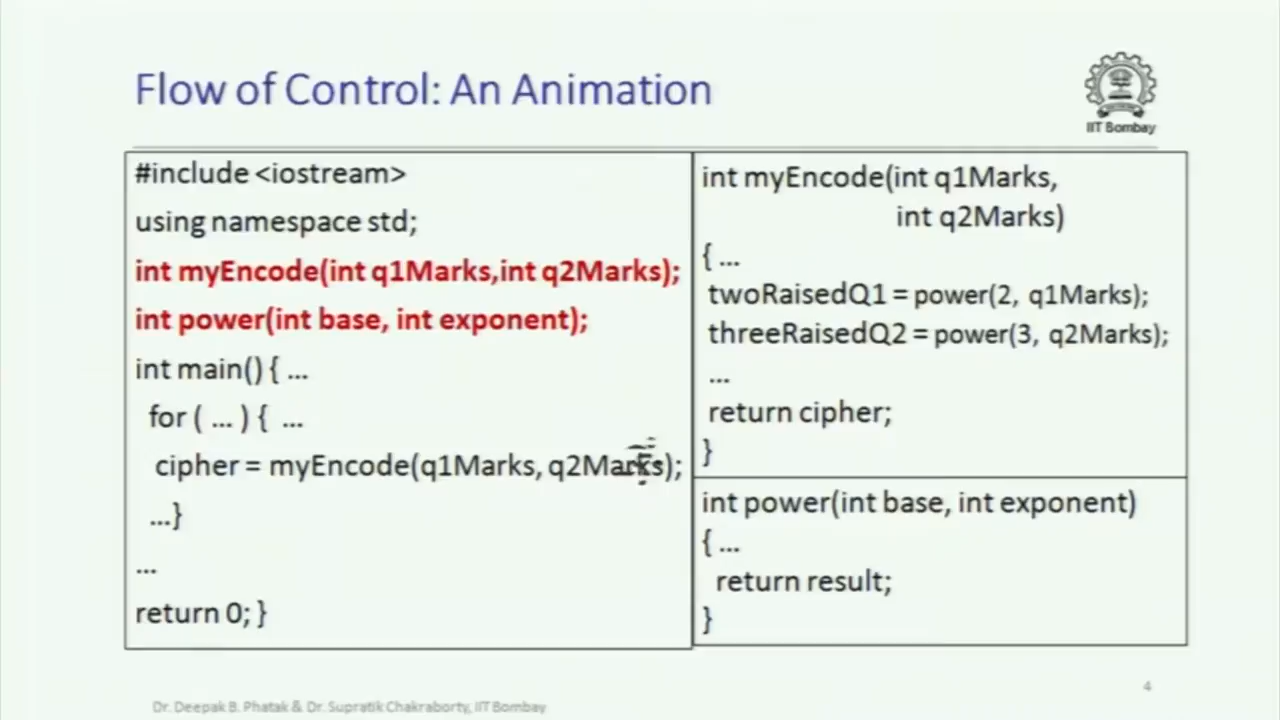 Flow of Control: An Animation
IIT Bombay
#include <iostream>
using namespace std;
int myEncode(int q1Marks,int q2Marks);
int power(int base, int exponent);
int main() { ...
for ( ... ) { ...
cipher = myEncode(q1Marks, q2Marks);
...}
...
return 0; }
int myEncode(int q1Marks,
int q2Marks)
{ ...
twoRaisedQ1 = power(2, q1Marks);
threeRaisedQ2 = power(3, q2Marks);
...
return cipher;
}
int power(int base, int exponent)
{ ...
return result;
}
Dr. Deepak B. Phatak & Dr. Supratik Chakraborty, IIT Bombay
4